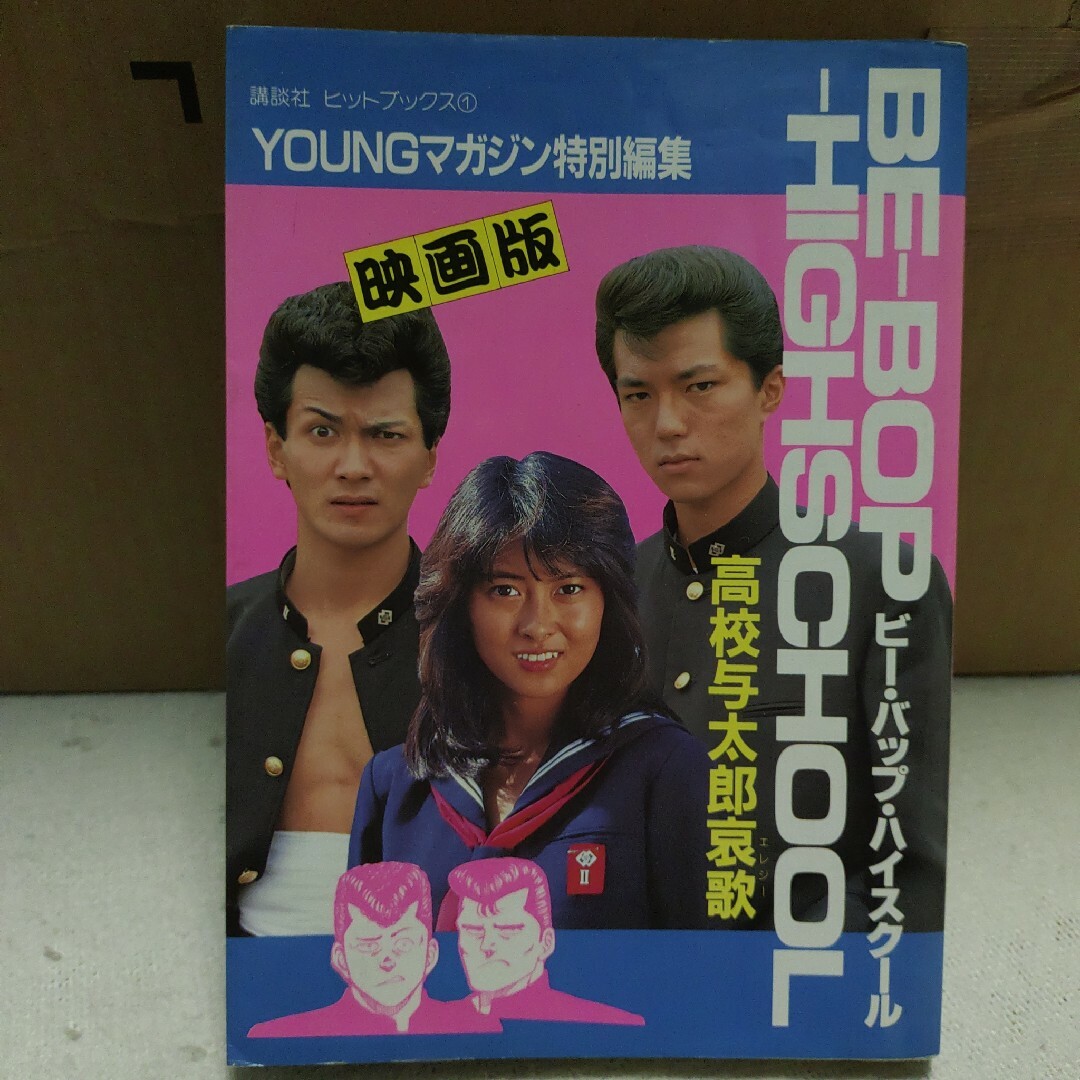 講談社 ヒットブックス①
YOUNGマガジン特別編集
映画版
BE-BOP
-HIGHSCHOOL
ビー・バップ・ハイスクール
高校与太郎哀歌
エレジー
II